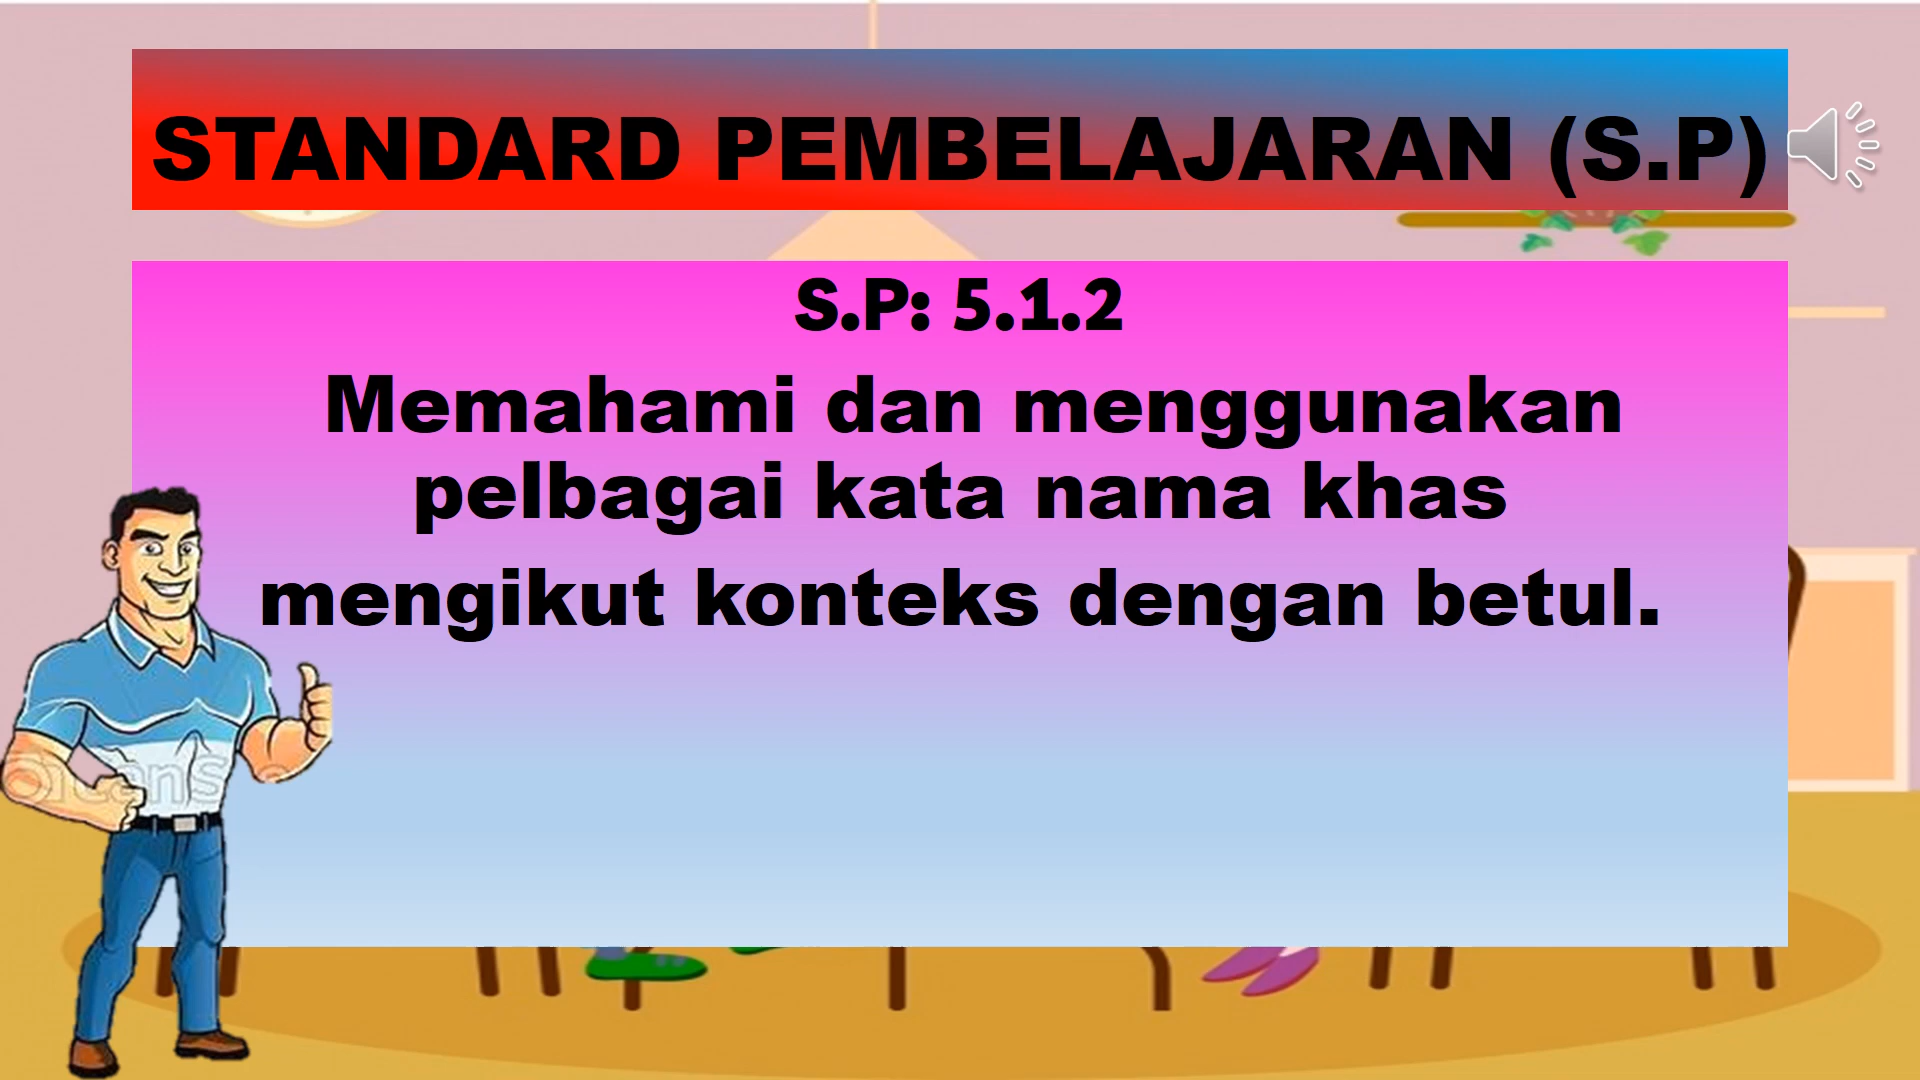 STANDARD PEMBELAJARAN (S.P)
S.P: 5.1.2
Memahami dan menggunakan
pelbagai kata nama khas
mengikut konteks dengan betul.